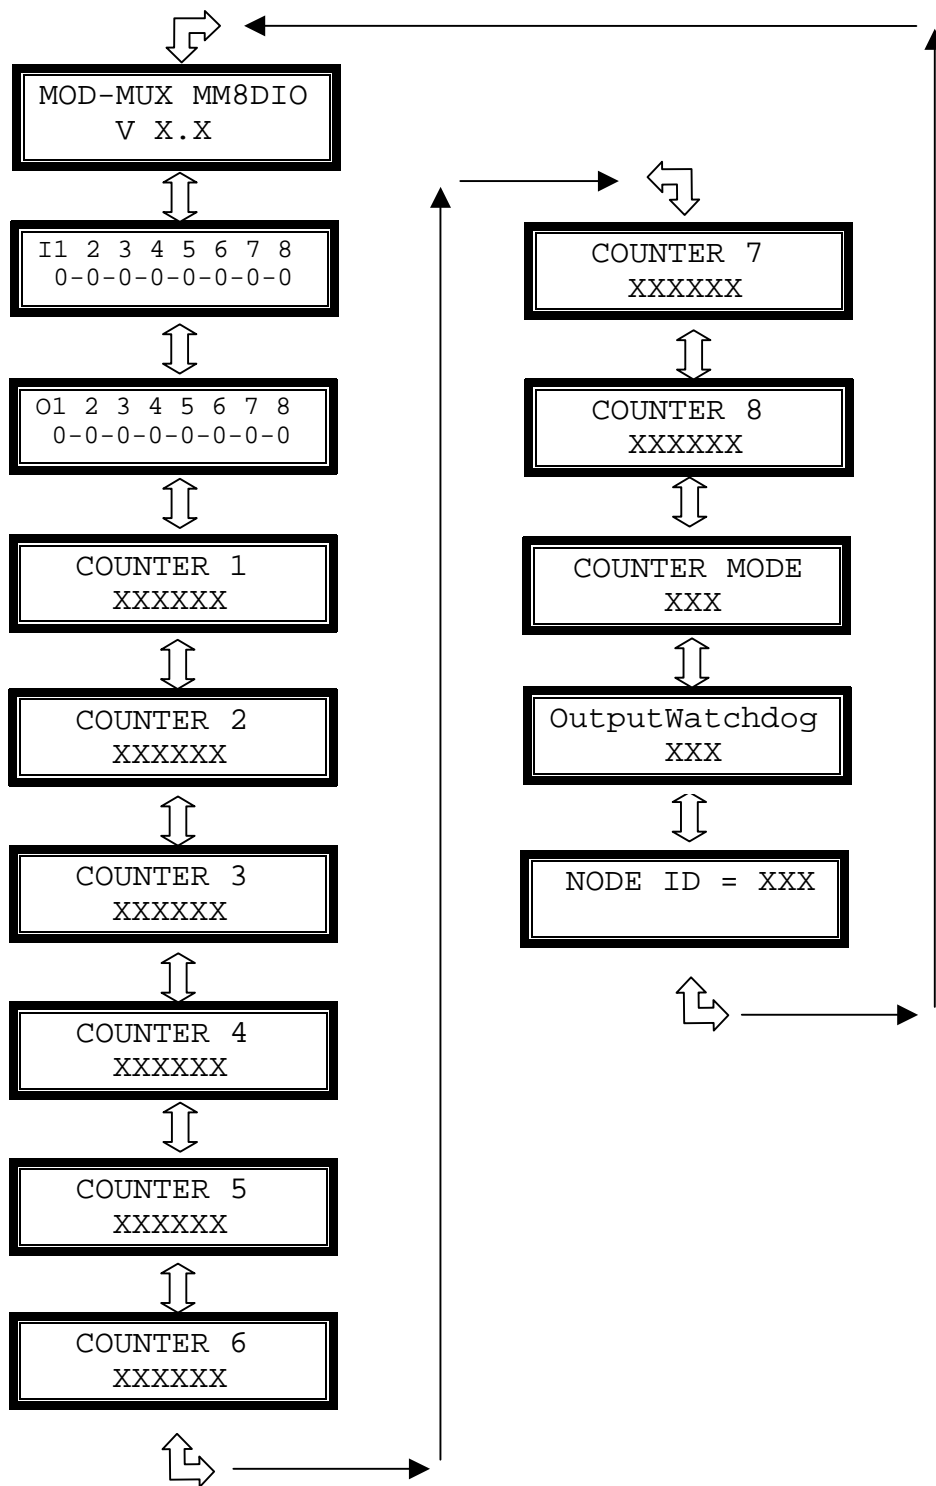 MOD-MUX MM8DIO
V X.X
I1 2 3 4 5 6 7 8
0-0-0-0-0-0-0-0
O1 2 3 4 5 6 7 8
0-0-0-0-0-0-0-0
COUNTER 1
XXXXXX
COUNTER 2
XXXXXX
COUNTER 3
XXXXXX
COUNTER 4
XXXXXX
COUNTER 5
XXXXXX
COUNTER 6
XXXXXX
COUNTER 7
XXXXXX
COUNTER 8
XXXXXX
COUNTER MODE
XXX
OutputWatchdog
XXX
NODE ID = XXX